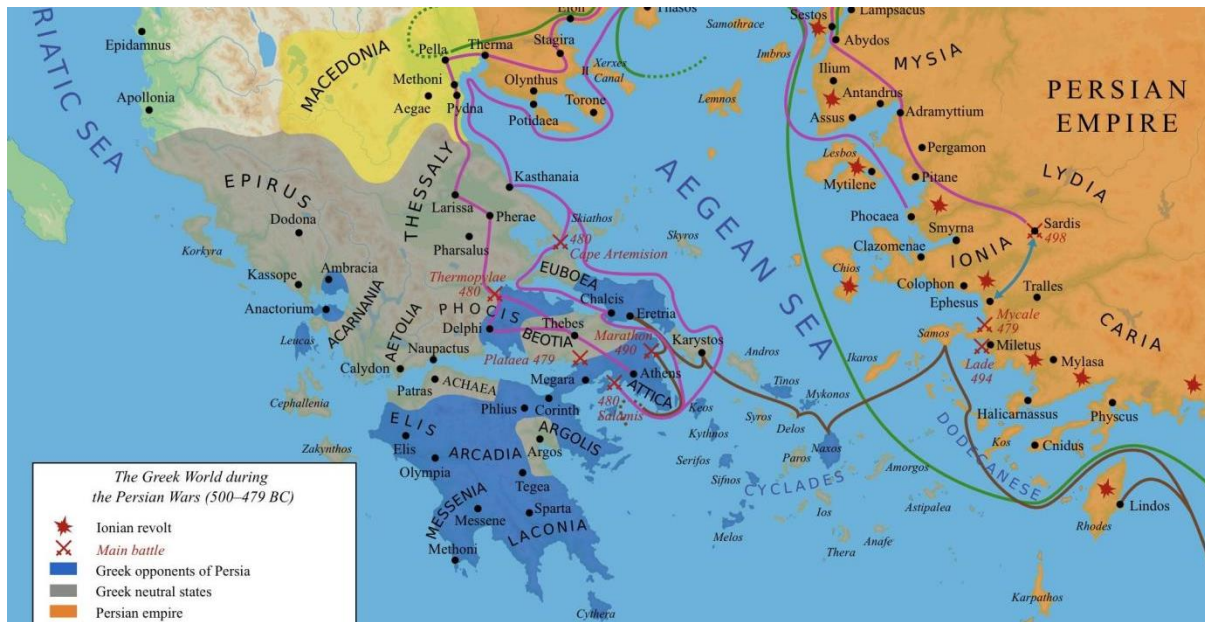 RIATIC SEA
Epidamnus
Apollonia
MACEDONIA
Pella
Therma
Eion
Stagira
Methoni
Aegae
Pydna
Olynthus
Potidaea
Torone
Xerxes
Canal
Thasos
Samothrace
Imbros
Lemnos
Sestos
Lampsacus
Abydos
MYSIA
Ilium
Antandrus
Assus
Adramyttium
PERSIAN
EMPIRE
Pergamon
Lesbos
Mytilene
Pitane
LYDIA
EPIRUS
Dodona
Korkyra
Kassope
Ambracia
Anactorium
Leucas
ACARNANIA
AETOLIA
THESSALY
Larissa
Pherae
Pharsalus
Kasthanaia
Skiathos
480
Cape Artemision
Skyros
AEGEAN SEA
Phocaea
Smyrna
Sardis
498
Clazomenae
IONIA
Chios
Colophon
Ephesus
Tralles
Mycale
479
CARIA
Thermopylae
480
EUBOEA
Chalcis
Eretria
PHOCIS
Delphi
Thebes
BEOTIA
Marathon
490
Karystos
Plataea 479
Naupactus
Calydon
Patras
ACHAEA
Megara
Athens
ATTICA
480
Salamis
Cephallenia
Zakynthos
Phlius
Corinth
ELIS
Elis
Olympia
ARCADIA
ARGOLIS
Argos
Tegea
MESSENIA
Messene
Sparta
LACONIA
Methoni
Cythera
Andros
Tinos
Mykonos
Keos
Syros
Delos
Kythnos
Serifos
Paros
Naxos
Sifnos
CYCLADES
Amorgos
Ios
Melos
Thera
Anafe
Astipalea
Samos
Ikaros
Miletus
Lade
494
Mylasa
Halicarnassus
Physcus
Kos
Cnidus
DODECANESE
Rhodes
Lindos
Karpathos
The Greek World during
the Persian Wars (500–479 BC)
Ionian revolt
Main battle
Greek opponents of Persia
Greek neutral states
Persian empire